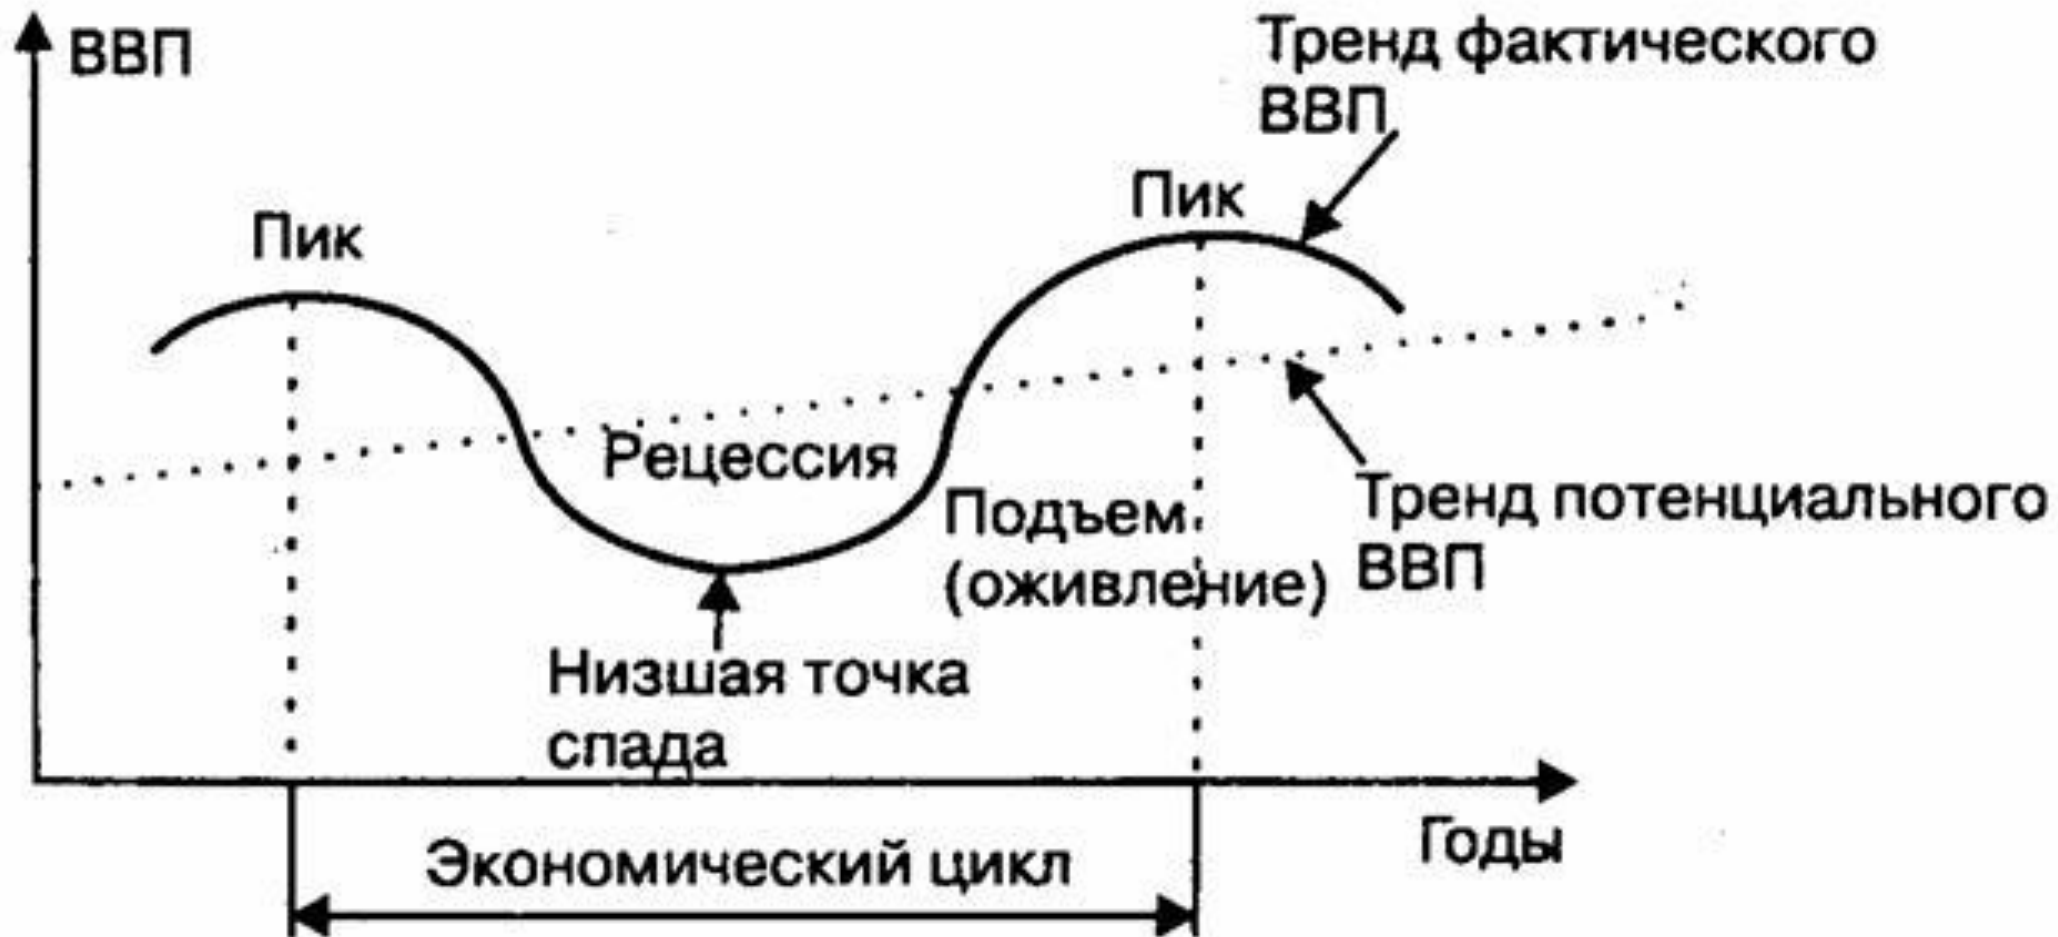 ВВП
Тренд фактического
ВВП
Пик
Пик
Рецессия
Подъем
(оживление)
Тренд потенциального
ВВП
Низшая точка
спада
Годы
Экономический цикл